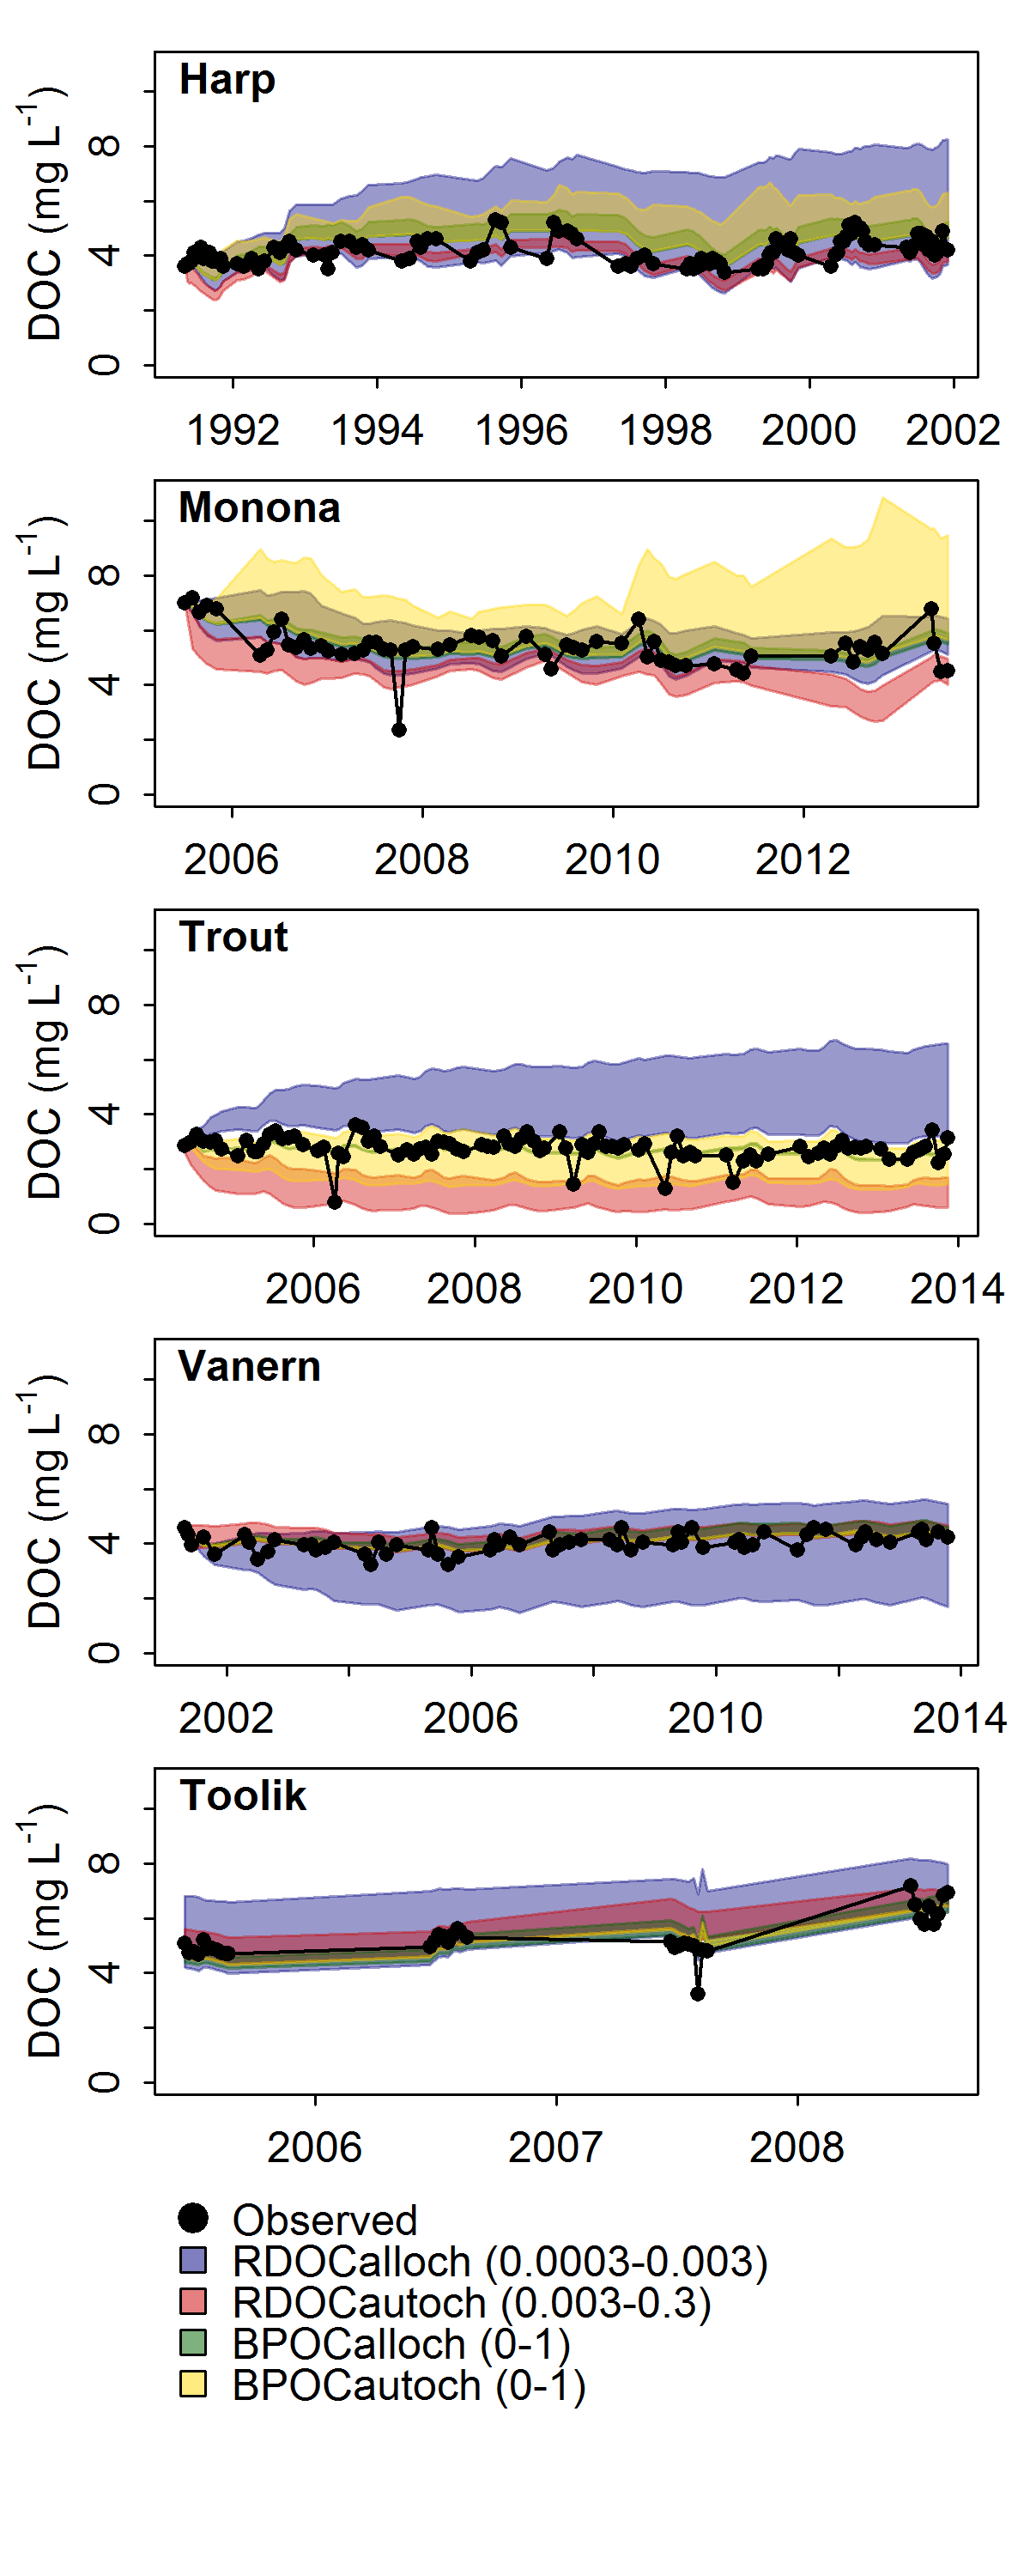 Harp
DOC (mg L⁻¹)
8
4
0
1992 1994 1996 1998 2000 2002
Monona
DOC (mg L⁻¹)
8
4
0
2006 2008 2010 2012
Trout
DOC (mg L⁻¹)
8
4
0
2006 2008 2010 2012 2014
Vanern
DOC (mg L⁻¹)
8
4
0
2002 2006 2010 2014
Toolik
DOC (mg L⁻¹)
8
4
0
2006 2007 2008
Observed
RDOCalloch (0.0003-0.003)
RDOCautoch (0.003-0.3)
BPOCalloch (0-1)
BPOCautoch (0-1)